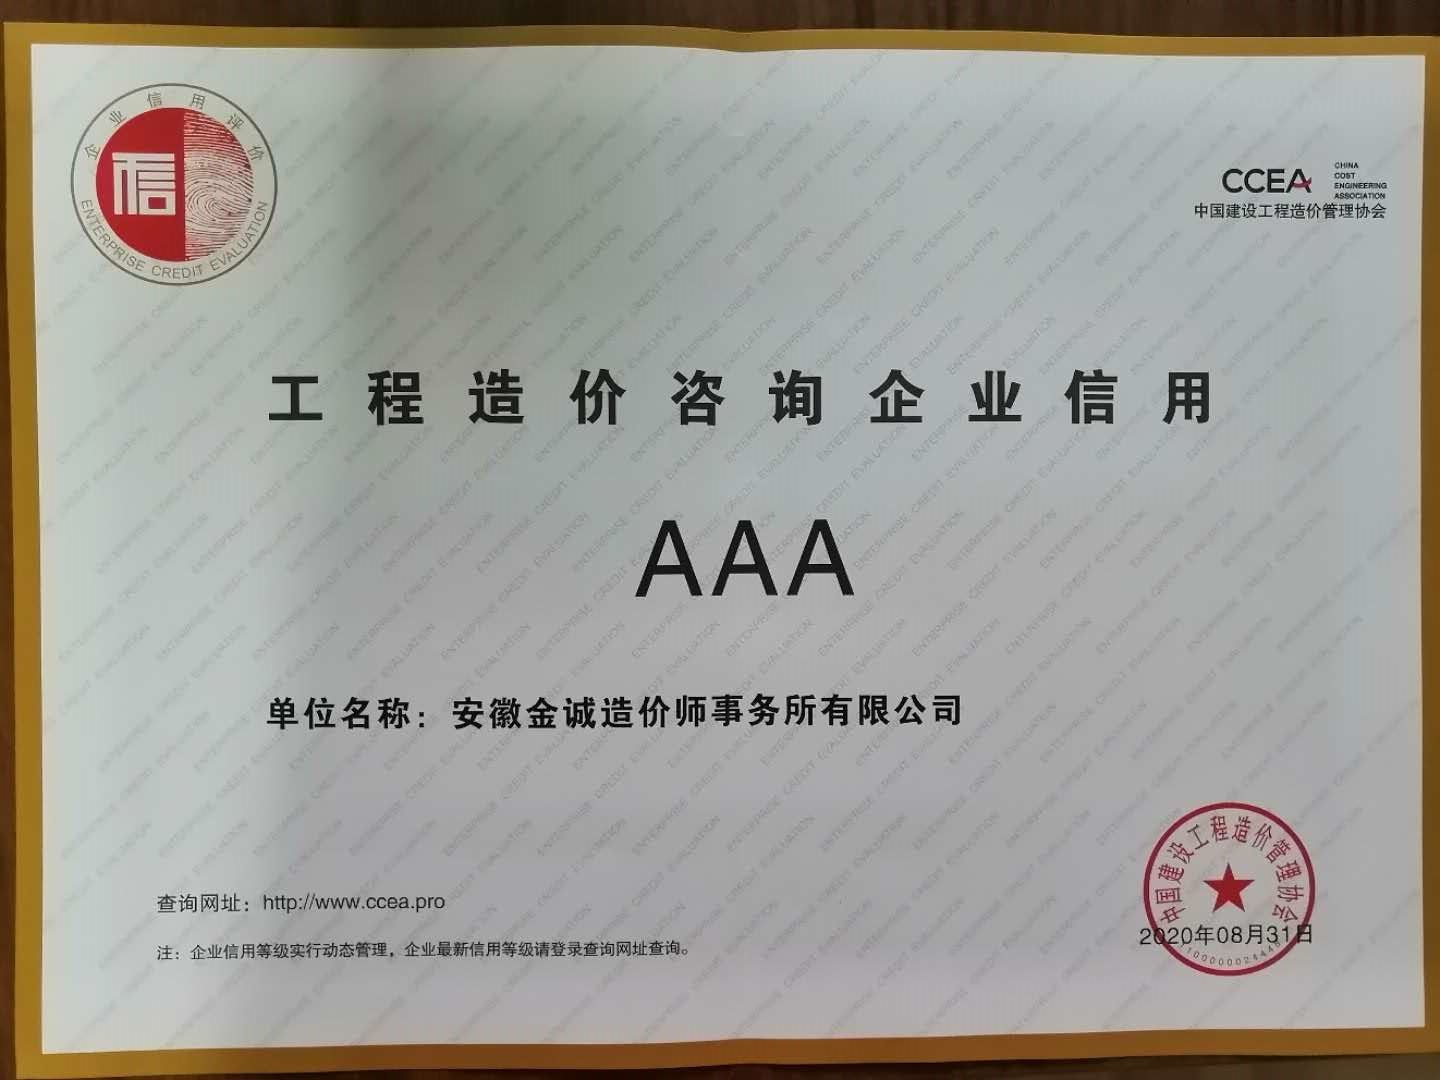 企业信用评价
信
ENTERPRISE CREDIT EVALUATION
CCEA
CHINA
COST
ENGINEERING
ASSOCIATION
中国建设工程造价管理协会
工程造价咨询企业信用
AAA
单位名称：安徽金诚造价师事务所有限公司
查询网址：http://www.ccea.pro
注：企业信用等级实行动态管理，企业最新信用等级请登录查询网址查询。
中国建设工程造价管理协会
2020年08月31日